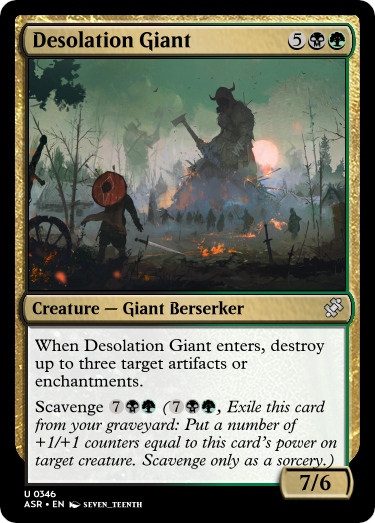 Desolation Giant 5
Creature — Giant Berserker
When Desolation Giant enters, destroy
up to three target artifacts or
enchantments.
Scavenge 7 (7, Exile this card
from your graveyard: Put a number of
+1/+1 counters equal to this card's power on
target creature. Scavenge only as a sorcery.)
7/6
U 0346
ASR • EN SEVEN_TEENTH